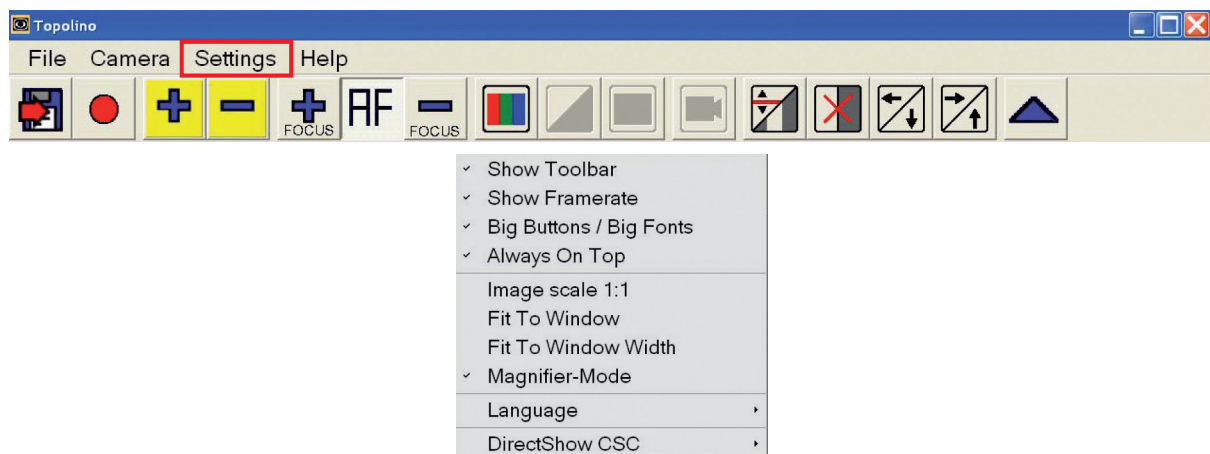 Topolino
File Camera Settings Help
FOCUS AF FOCUS
Show Toolbar
Show Framerate
Big Buttons / Big Fonts
Always On Top
Image scale 1:1
Fit To Window
Fit To Window Width
Magnifier-Mode
Language
DirectShow CSC